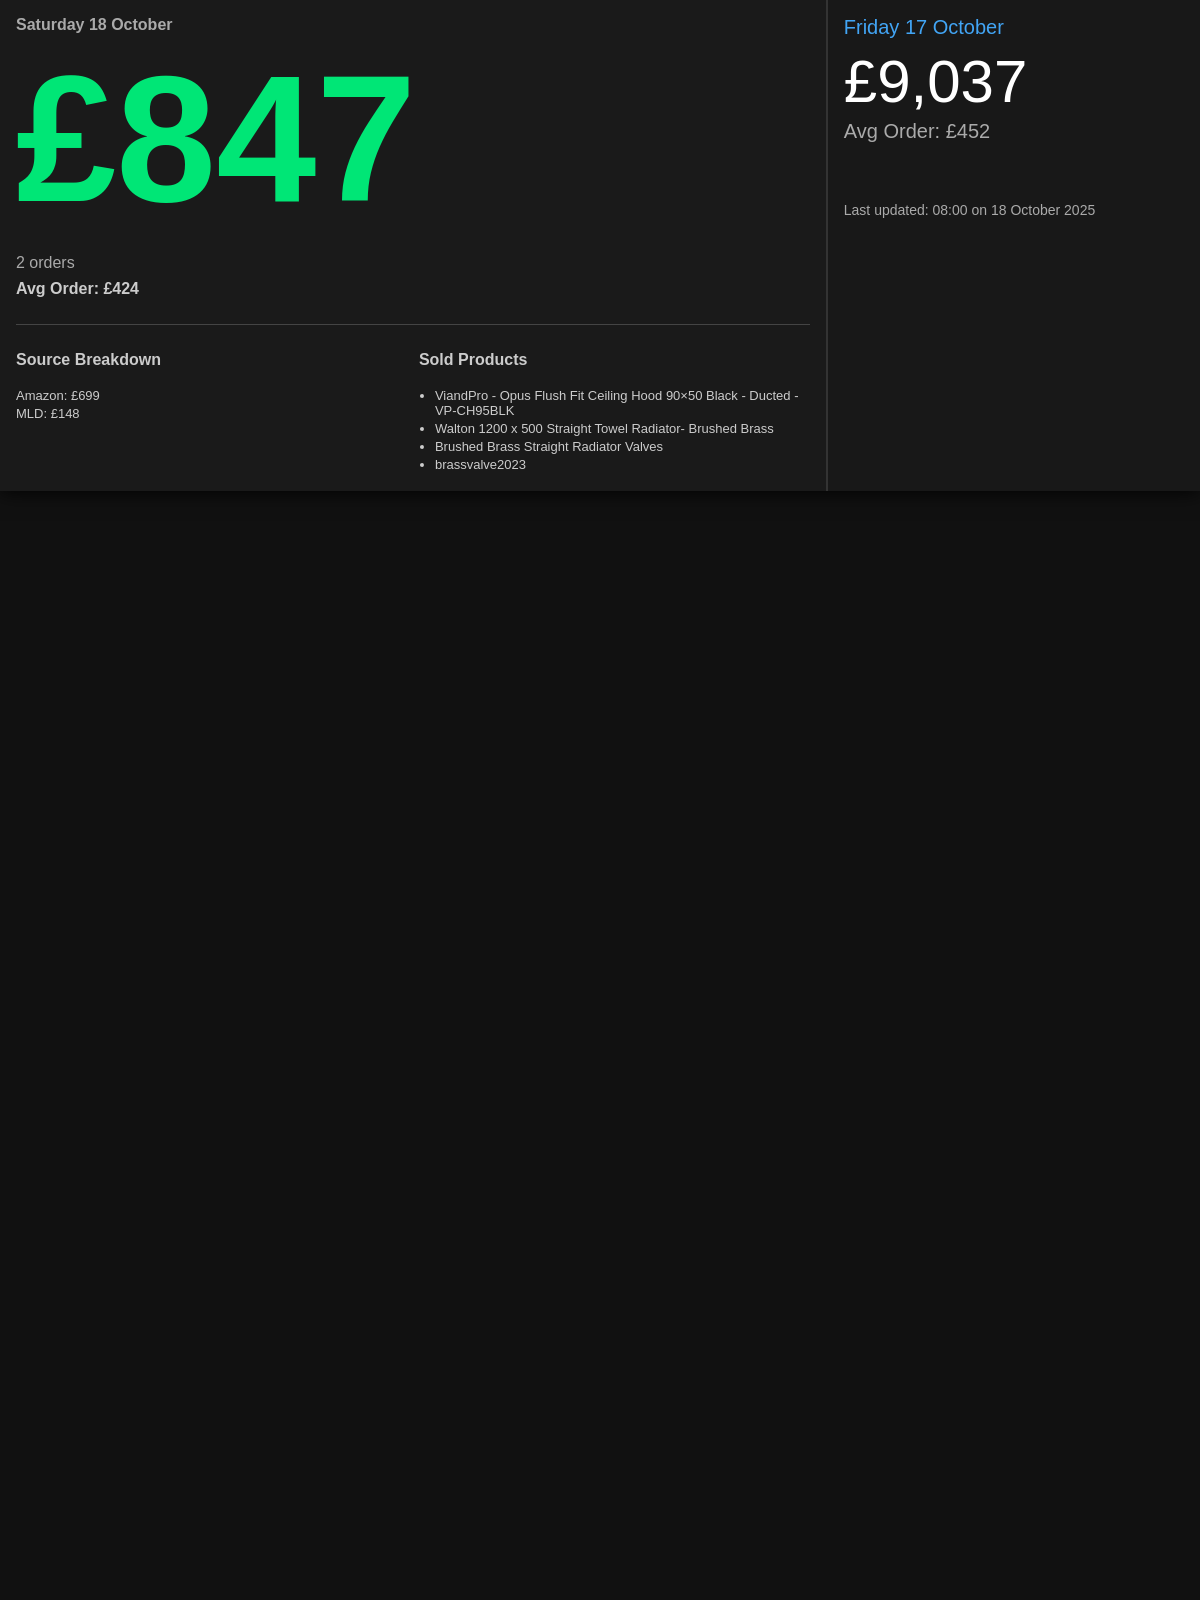 Saturday 18 October
£847
2 orders
Avg Order: £424
Source Breakdown
Amazon: £699
MLD: £148
Sold Products
• ViandPro - Opus Flush Fit Ceiling Hood 90×50 Black - Ducted -
VP-CH95BLK
• Walton 1200 x 500 Straight Towel Radiator- Brushed Brass
• Brushed Brass Straight Radiator Valves
• brassvalve2023
Friday 17 October
£9,037
Avg Order: £452
Last updated: 08:00 on 18 October 2025